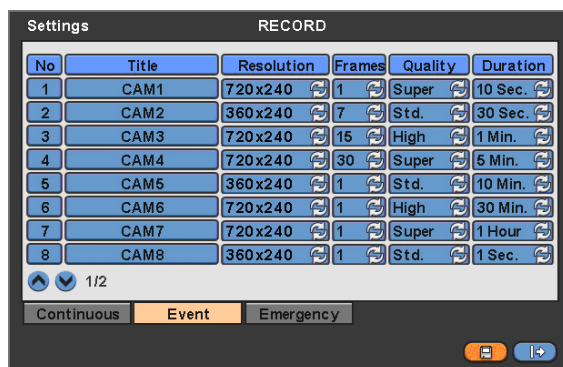 Settings RECORD
No Title Resolution Frames Quality Duration
1 CAM1 720x240 1 Super 10 Sec.
2 CAM2 360x240 7 Std. 30 Sec.
3 CAM3 720x240 15 High 1 Min.
4 CAM4 720x240 30 Super 5 Min.
5 CAM5 360x240 1 Std. 10 Min.
6 CAM6 720x240 1 High 30 Min.
7 CAM7 720x240 1 Super 1 Hour
8 CAM8 360x240 1 Std. 1 Sec.
1/2
Continuous Event Emergency